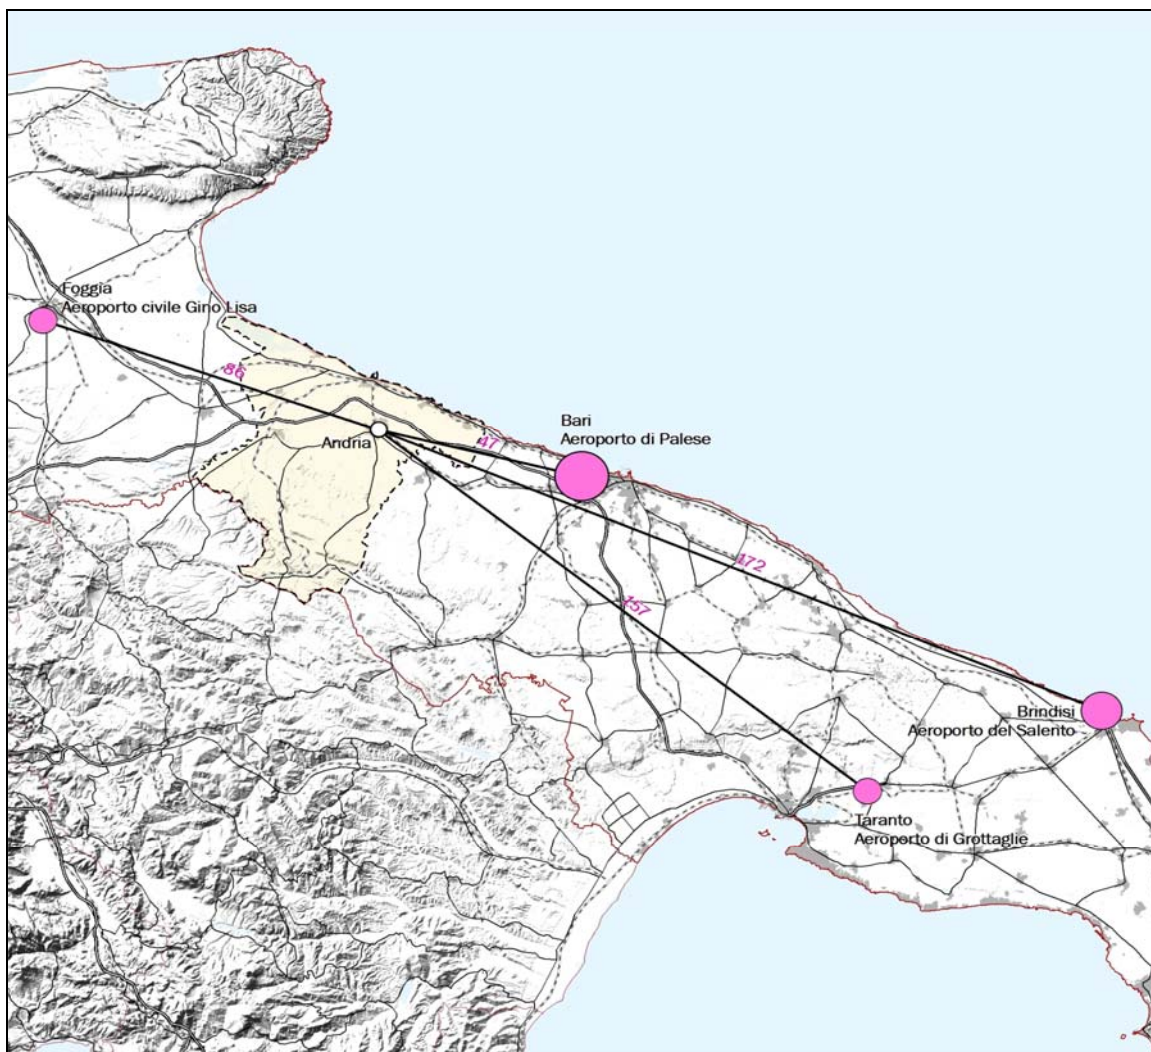 Foggia
Aeroporto civile Gino Lisa
86
Andria
47
Bari
Aeroporto di Palese
172
157
Brindisi
Aeroporto del Salento
Taranto
Aeroporto di Grottaglie